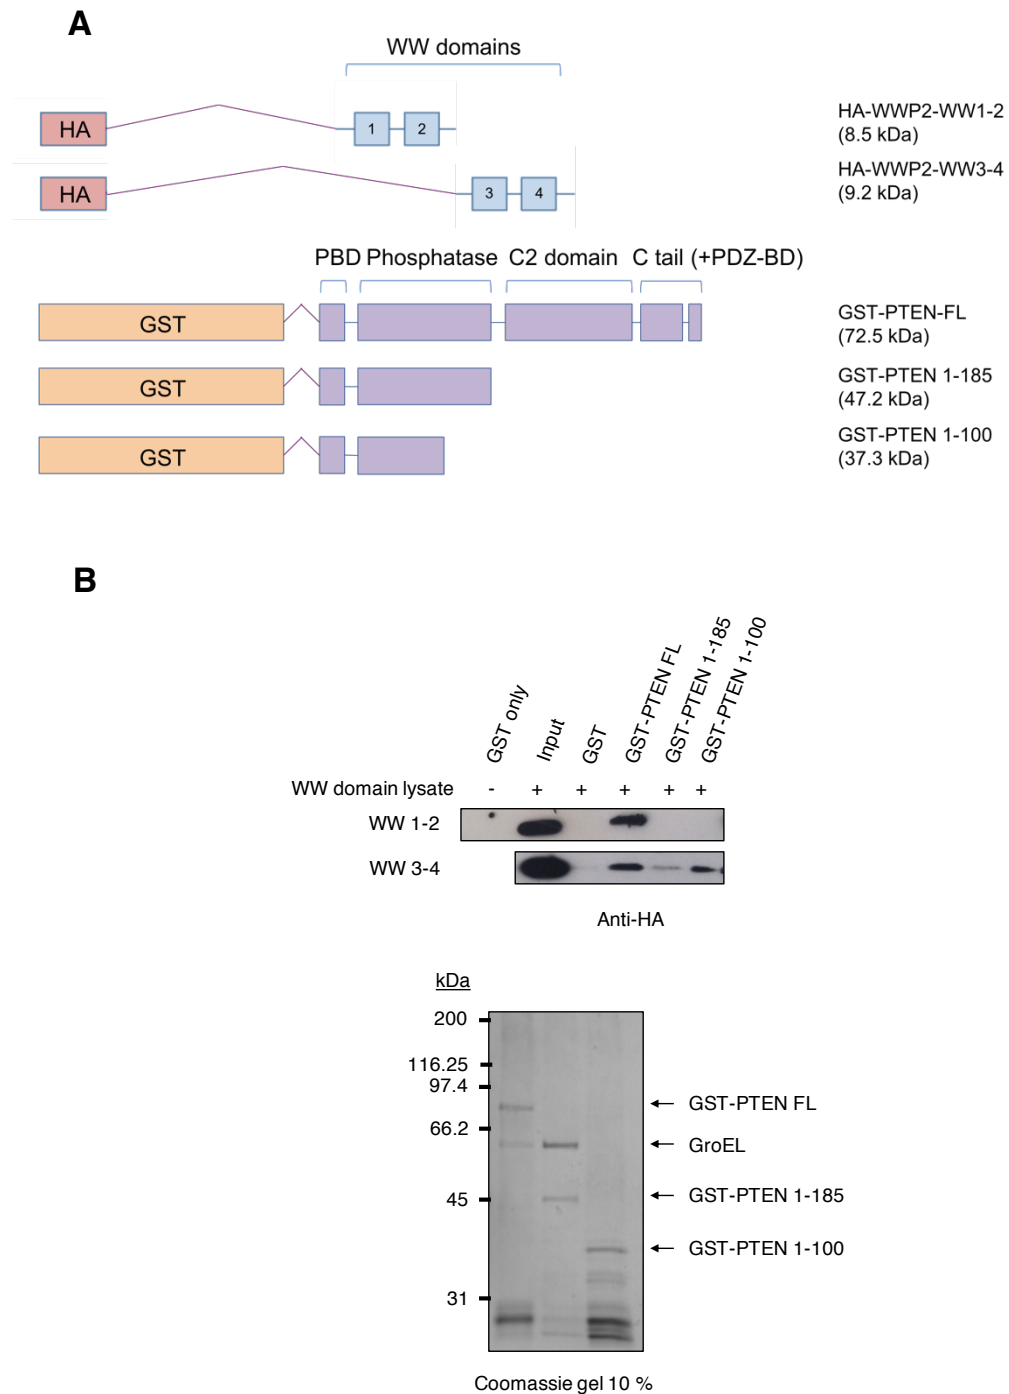 A
WW domains
HA
1
2
HA-WWP2-WW1-2
(8.5 kDa)
HA
3
4
HA-WWP2-WW3-4
(9.2 kDa)
PBD Phosphatase C2 domain C tail (+PDZ-BD)
GST
GST-PTEN-FL
(72.5 kDa)
GST
GST-PTEN 1-185
(47.2 kDa)
GST
GST-PTEN 1-100
(37.3 kDa)
B
GST only
Input
GST
GST-PTEN FL
GST-PTEN 1-185
GST-PTEN 1-100
WW domain lysate - + + + + +
WW 1-2
WW 3-4
Anti-HA
kDa
200
116.25
97.4
GST-PTEN FL
66.2
GroEL
45
GST-PTEN 1-185
GST-PTEN 1-100
31
Coomassie gel 10 %